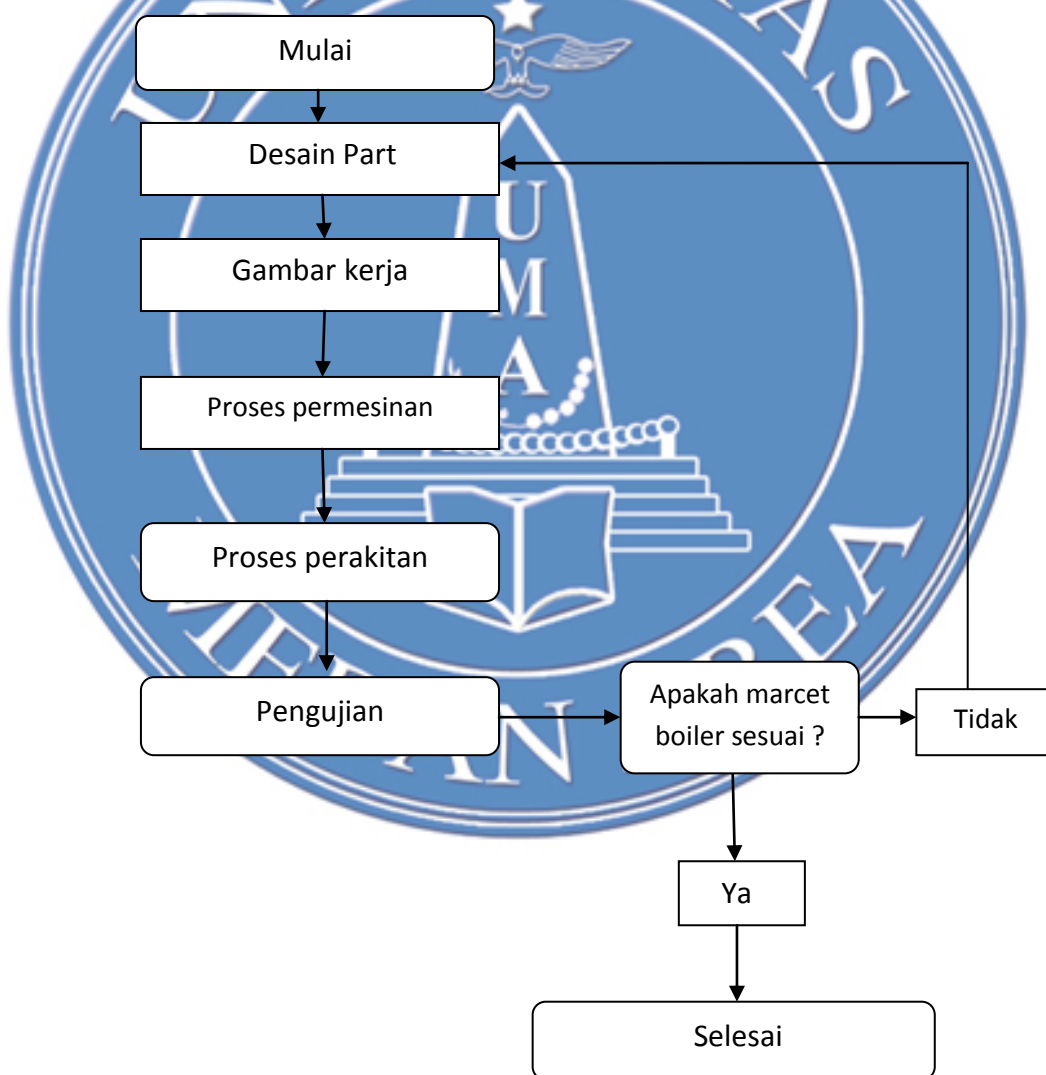 Mulai
Desain Part
Gambar kerja
Proses permesinan
Proses perakitan
Pengujian
Apakah marcet
boiler sesuai ?
Tidak
Ya
Selesai
U
M
A